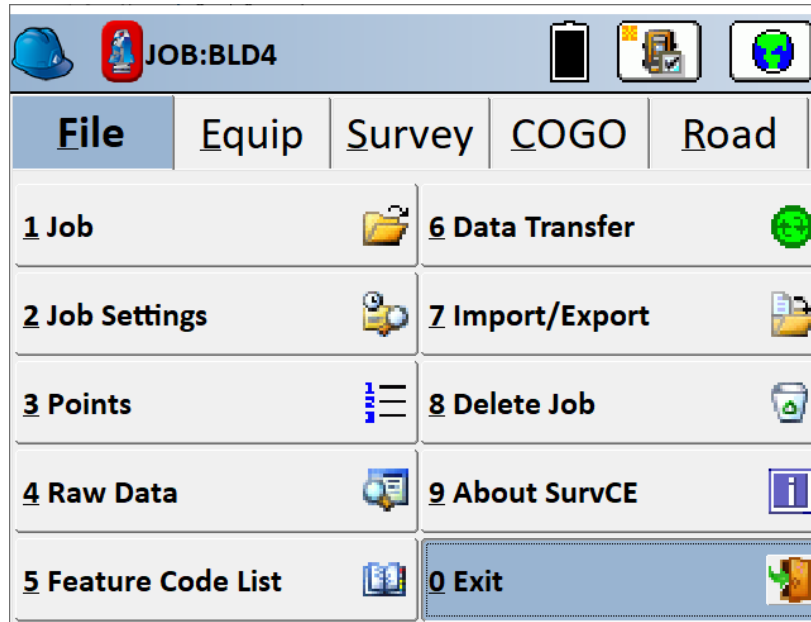 JOB:BLD4
File Equip Survey COGO Road
1 Job
6 Data Transfer
2 Job Settings
7 Import/Export
3 Points
8 Delete Job
4 Raw Data
9 About SurvCE
5 Feature Code List
0 Exit